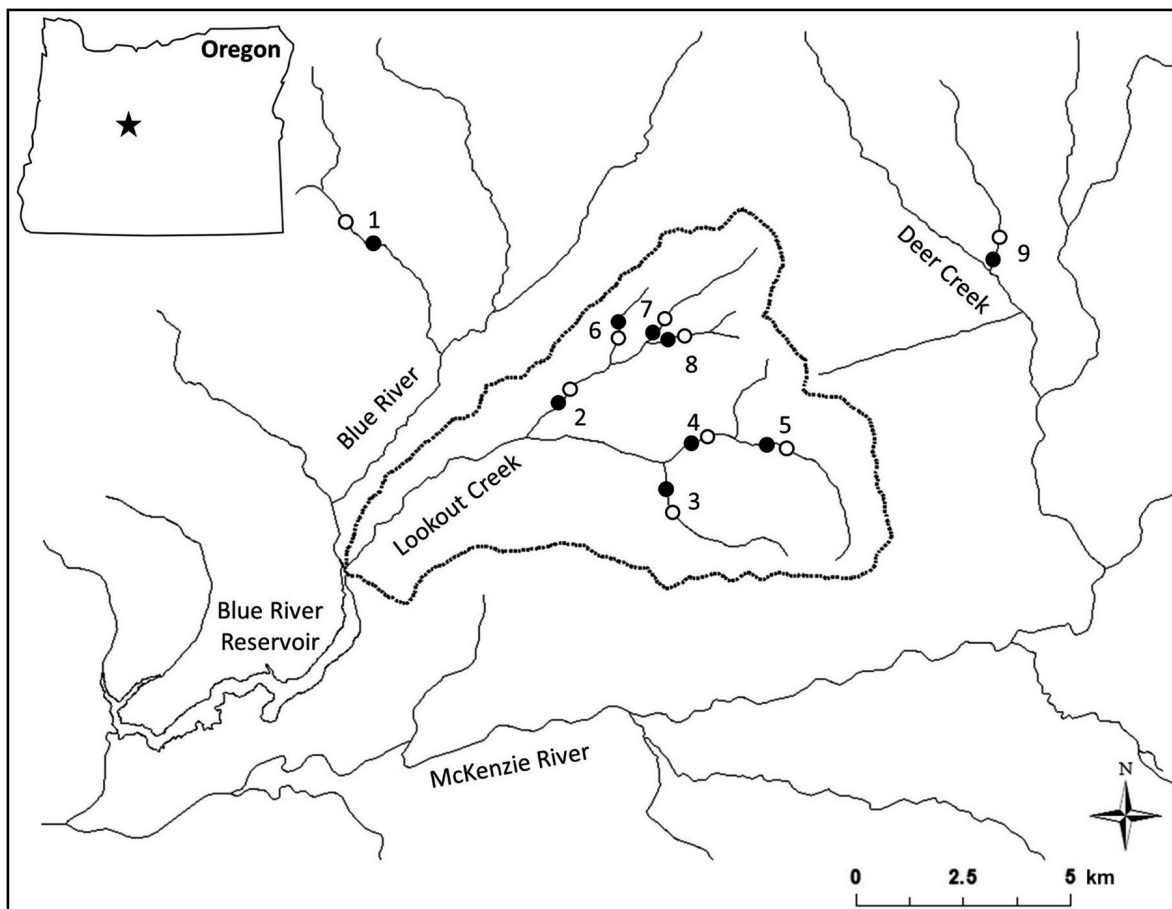 Oregon
1
9
Deer Creek
7
6
8
Blue River
2
4
5
3
Lookout Creek
Blue River
Reservoir
McKenzie River
N
0 2.5 5 km